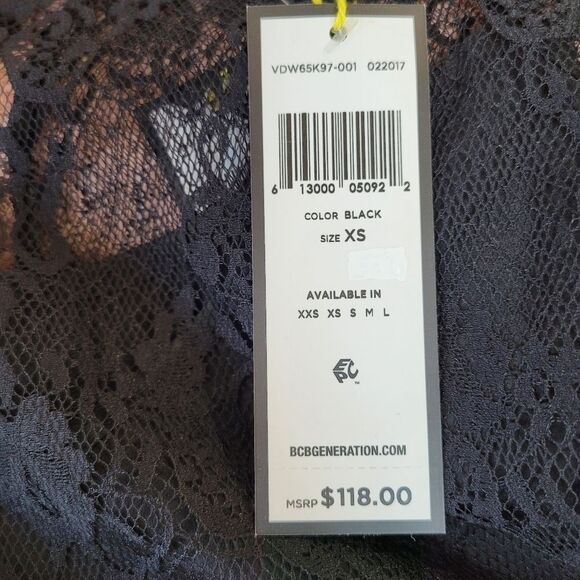 VDW65K97-001 022017
6 13000 05092 2
COLOR BLACK
SIZE XS
AVAILABLE IN
XXS XS S M L
EPC™
BCBGENERATION.COM
MSRP $118.00